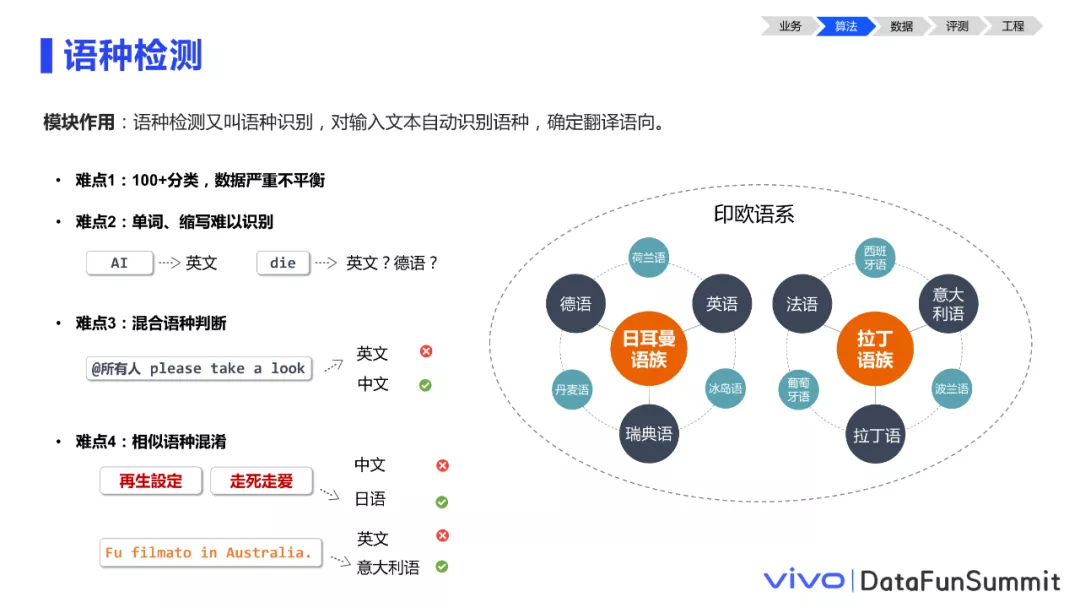 业务
算法
数据
评测
工程
语种检测
模块作用：语种检测又叫语种识别，对输入文本自动识别语种，确定翻译语向。
• 难点1：100+分类，数据严重不平衡
• 难点2：单词、缩写难以识别
AI
英文
die
英文？德语？
• 难点3：混合语种判断
@所有人 please take a look
英文
中文
• 难点4：相似语种混淆
再生設定
走死走爱
中文
日语
Fu filmato in Australia.
英文
意大利语
印欧语系
荷兰语
德语
英语
日耳曼
语族
丹麦语
冰岛语
瑞典语
西班
牙语
法语
意大
利语
拉丁
语族
葡萄
牙语
波兰语
拉丁语
vivo
DataFunSummit